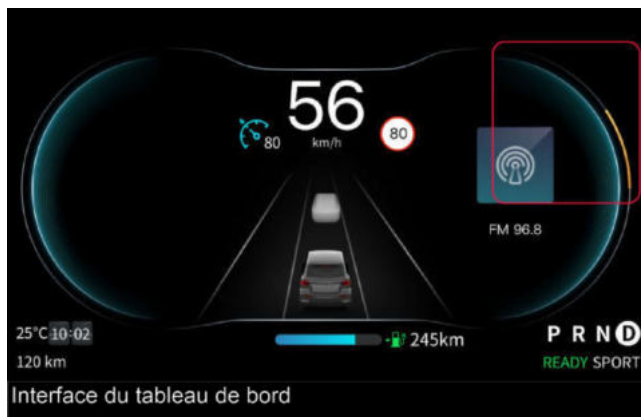 56
km/h
80
80
FM 96.8
25°C 10:02
120 km
245km
P R N D
READY SPORT
Interface du tableau de bord